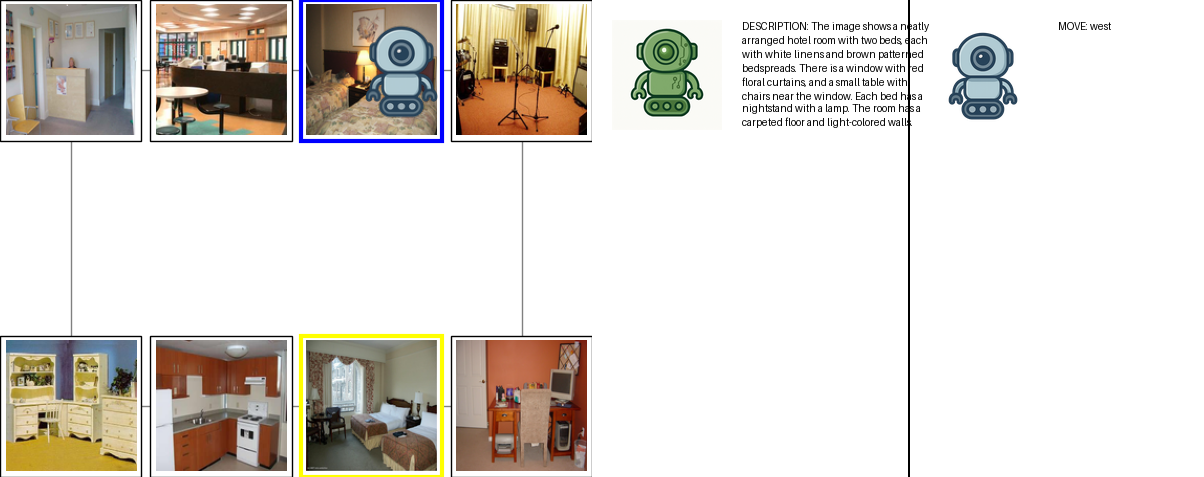 DESCRIPTION: The image shows a neatly
arranged hotel room with two beds, each
with white linens and brown patterned
bedspreads. There is a window with red
floral curtains, and a small table with
chairs near the window. Each bed has a
nightstand with a lamp. The room has a
carpeted floor and light-colored walls.
MOVE: west